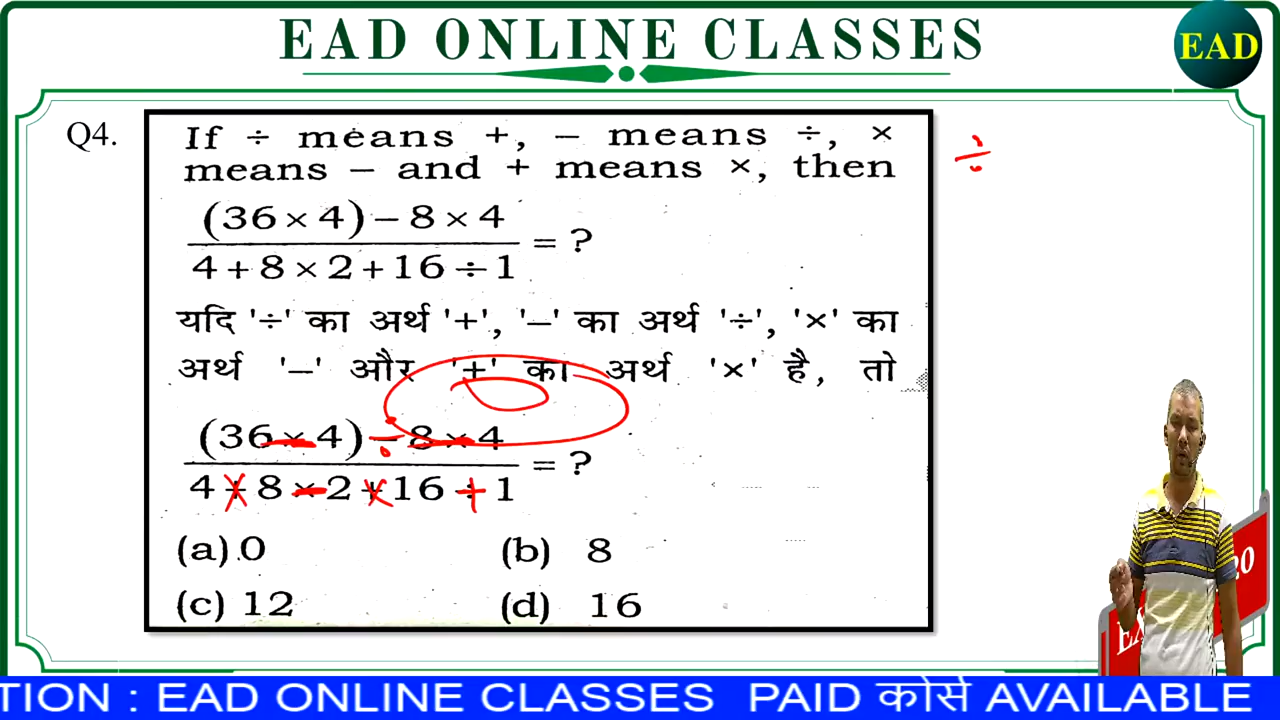 EAD ONLINE CLASSES
EAD
Q4. If ÷ means +, – means ÷, ×
means – and + means ×, then
(36 × 4) – 8 × 4
4 + 8 × 2 + 16 ÷ 1
= ?
÷
यदि '÷' का अर्थ '+', '–' का अर्थ '÷', '×' का
अर्थ '–' और '+' का अर्थ '×' है, तो
(36 × 4) – 8 × 4
4 + 8 × 2 + 16 ÷ 1
= ?
(a) 0 (b) 8
(c) 12 (d) 16
TION : EAD ONLINE CLASSES PAID कोर्स AVAILABLE